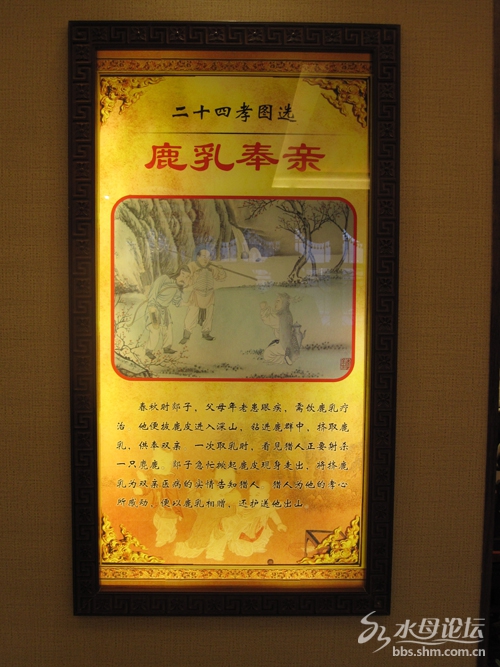 二十四孝图选
鹿乳奉亲
春秋时郯子，父母年老患眼疾，需饮鹿乳疗
治　他便披鹿皮进入深山，钻进鹿群中，挤取鹿
乳，供奉双亲　一次取乳时，看见猎人正要射杀
一只麂鹿　郯子急忙掀起鹿皮现身走出，将挤鹿
乳为双亲医病的实情告知猎人　猎人为他的孝心
所感动，便以鹿乳相赠，还护送他出山
水母论坛
bbs.shm.com.cn